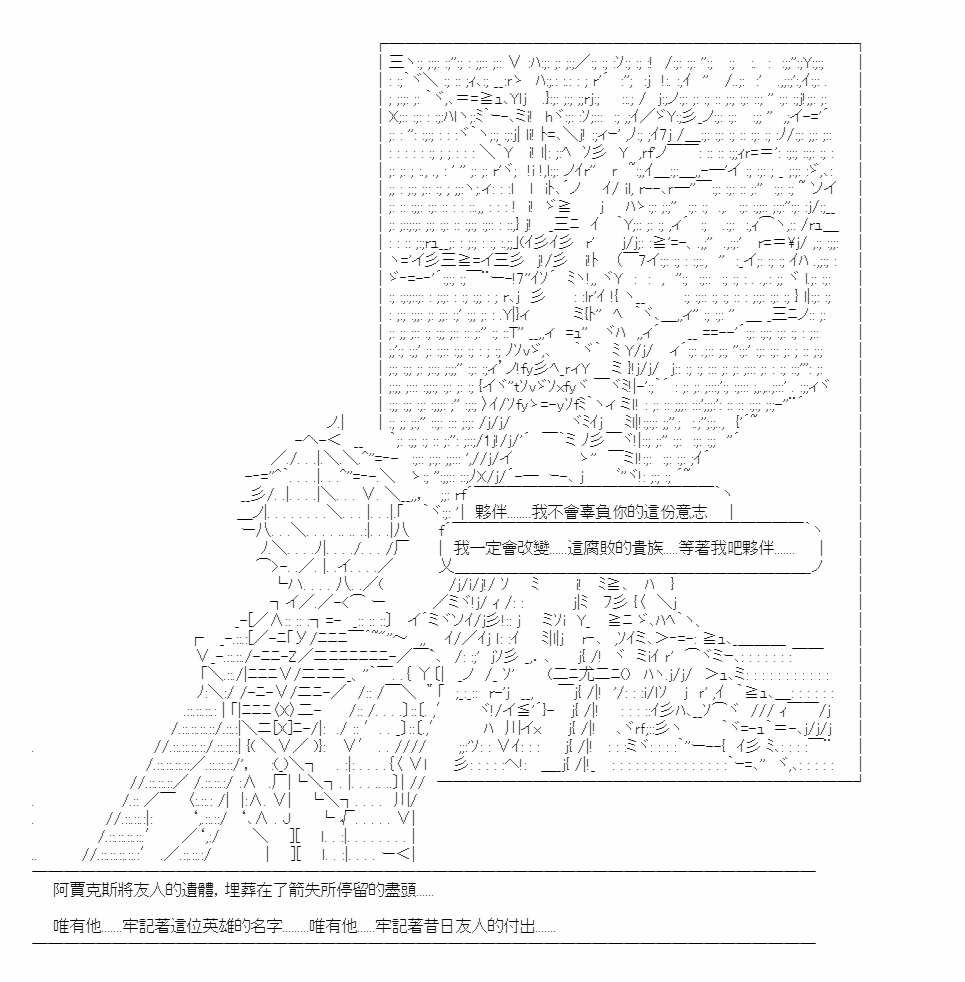 夥伴.......我不會辜負你的這份意志
我一定會改變.....這腐敗的貴族....等著我吧夥伴.......
阿賈克斯將友人的遺體，埋葬在了箭矢所停留的盡頭......
唯有他......牢記著這位英雄的名字.........唯有他......牢記著昔日友人的付出.......